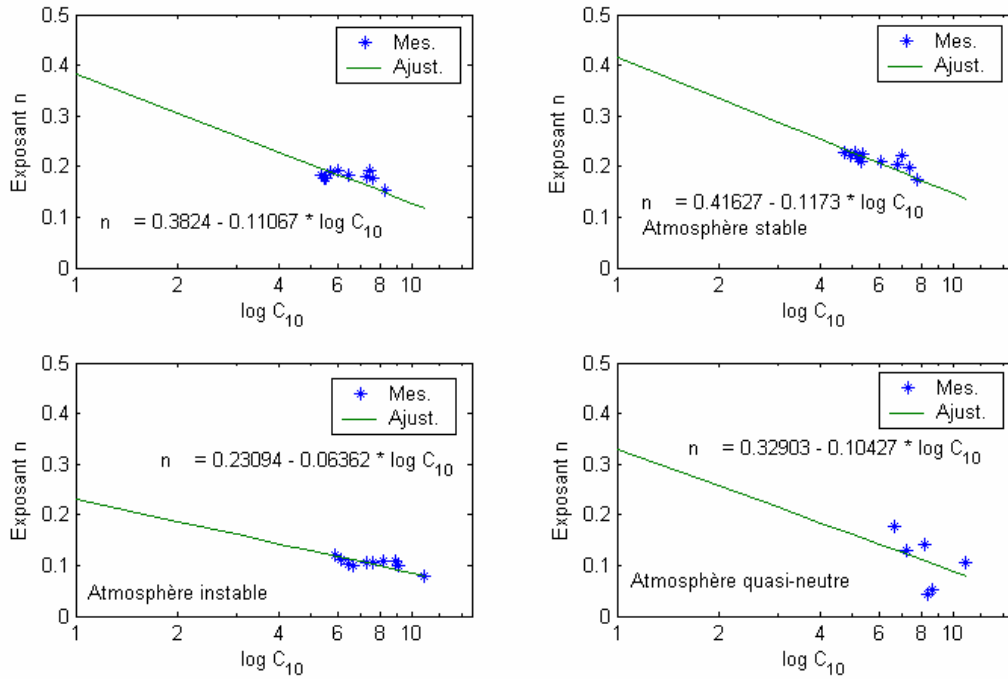 0.5
0.4
0.3
0.2
0.1
0
Exposant n
Mes.
Ajust.
n = 0.3824 - 0.11067 * log C10
1 2 4 6 8 10
log C10
0.5
0.4
0.3
0.2
0.1
0
Exposant n
Mes.
Ajust.
n = 0.41627 - 0.1173 * log C10
Atmosphère stable
1 2 4 6 8 10
log C10
0.5
0.4
0.3
0.2
0.1
0
Exposant n
Mes.
Ajust.
n = 0.23094 - 0.06362 * log C10
Atmosphère instable
1 2 4 6 8 10
log C10
0.5
0.4
0.3
0.2
0.1
0
Exposant n
Mes.
Ajust.
n = 0.32903 - 0.10427 * log C10
Atmosphère quasi-neutre
1 2 4 6 8 10
log C10